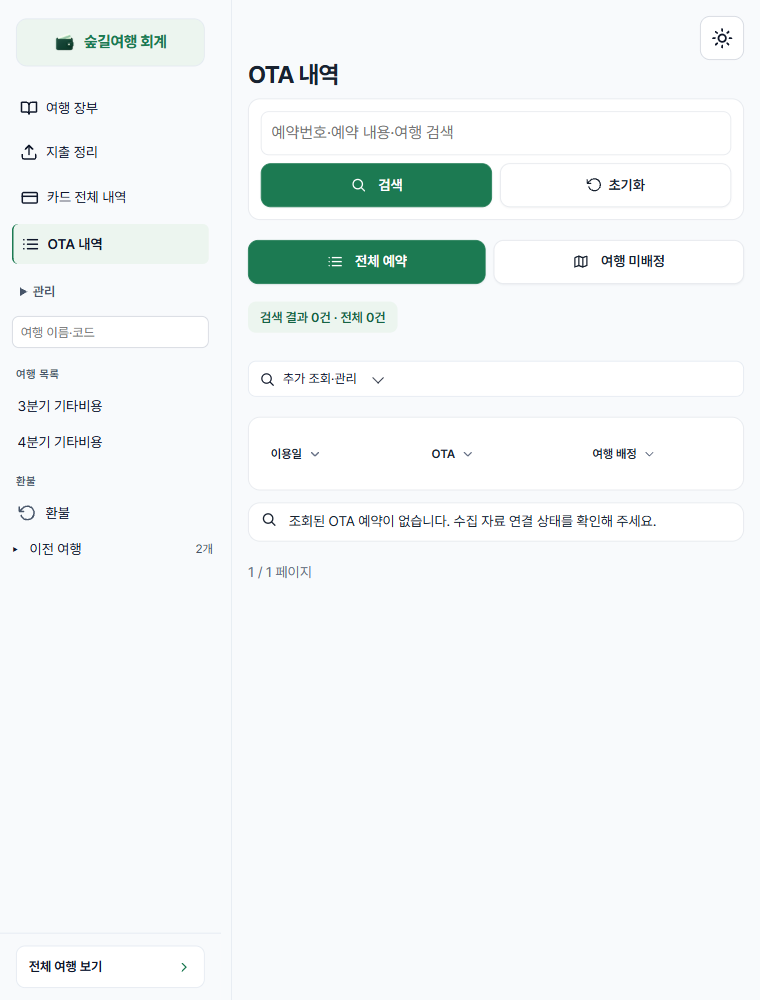 숲길여행 회계
여행 장부
지출 정리
카드 전체 내역
OTA 내역
관리
여행 이름·코드
여행 목록
3분기 기타비용
4분기 기타비용
환불
환불
이전 여행 2개
전체 여행 보기
OTA 내역
예약번호·예약 내용·여행 검색
검색 초기화
전체 예약 여행 미배정
검색 결과 0건 · 전체 0건
추가 조회·관리
이용일 OTA 여행 배정
조회된 OTA 예약이 없습니다. 수집 자료 연결 상태를 확인해 주세요.
1 / 1 페이지